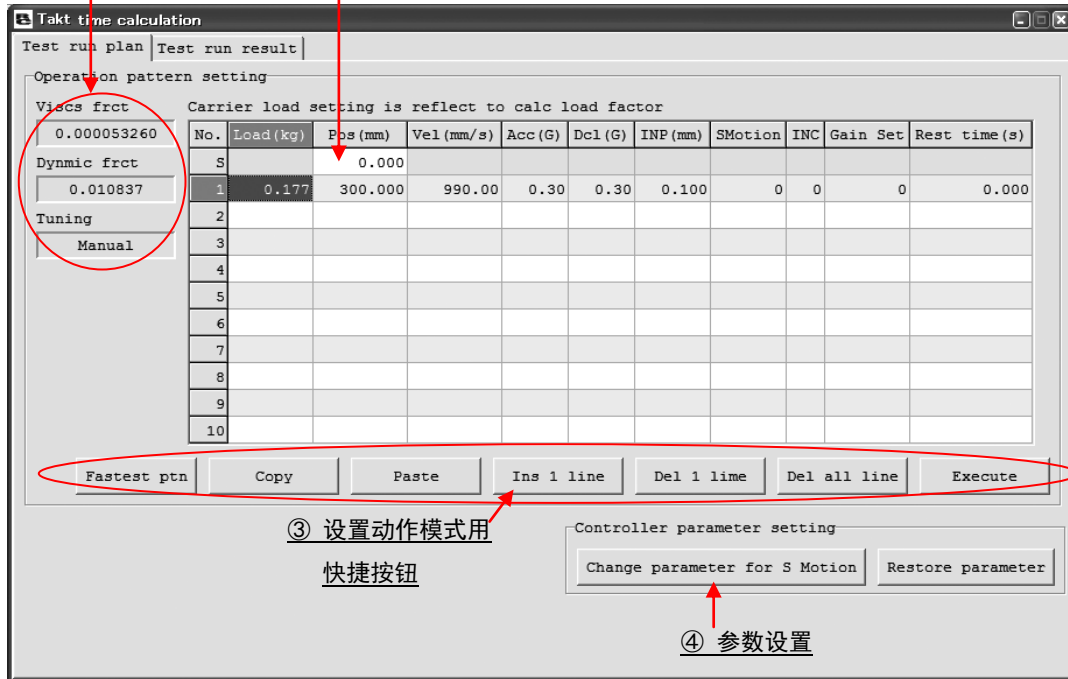 Takt time calculation
Test run plan Test run result
Operation pattern setting
Viscs frct Carrier load setting is reflect to calc load factor
0.000053260
Dynmic frct
0.010837
Tuning
Manual
No. Load(kg) Pos(mm) Vel(mm/s) Acc(G) Dcl(G) INP(mm) SMotion INC Gain Set Rest time(s)
S 0.000
1 0.177 300.000 990.00 0.30 0.30 0.100 0 0 0 0.000
2
3
4
5
6
7
8
9
10
Fastest ptn Copy Paste Ins 1 line Del 1 lime Del all line Execute
③ 设置动作模式用
快捷按钮
Controller parameter setting
Change parameter for S Motion Restore parameter
④ 参数设置